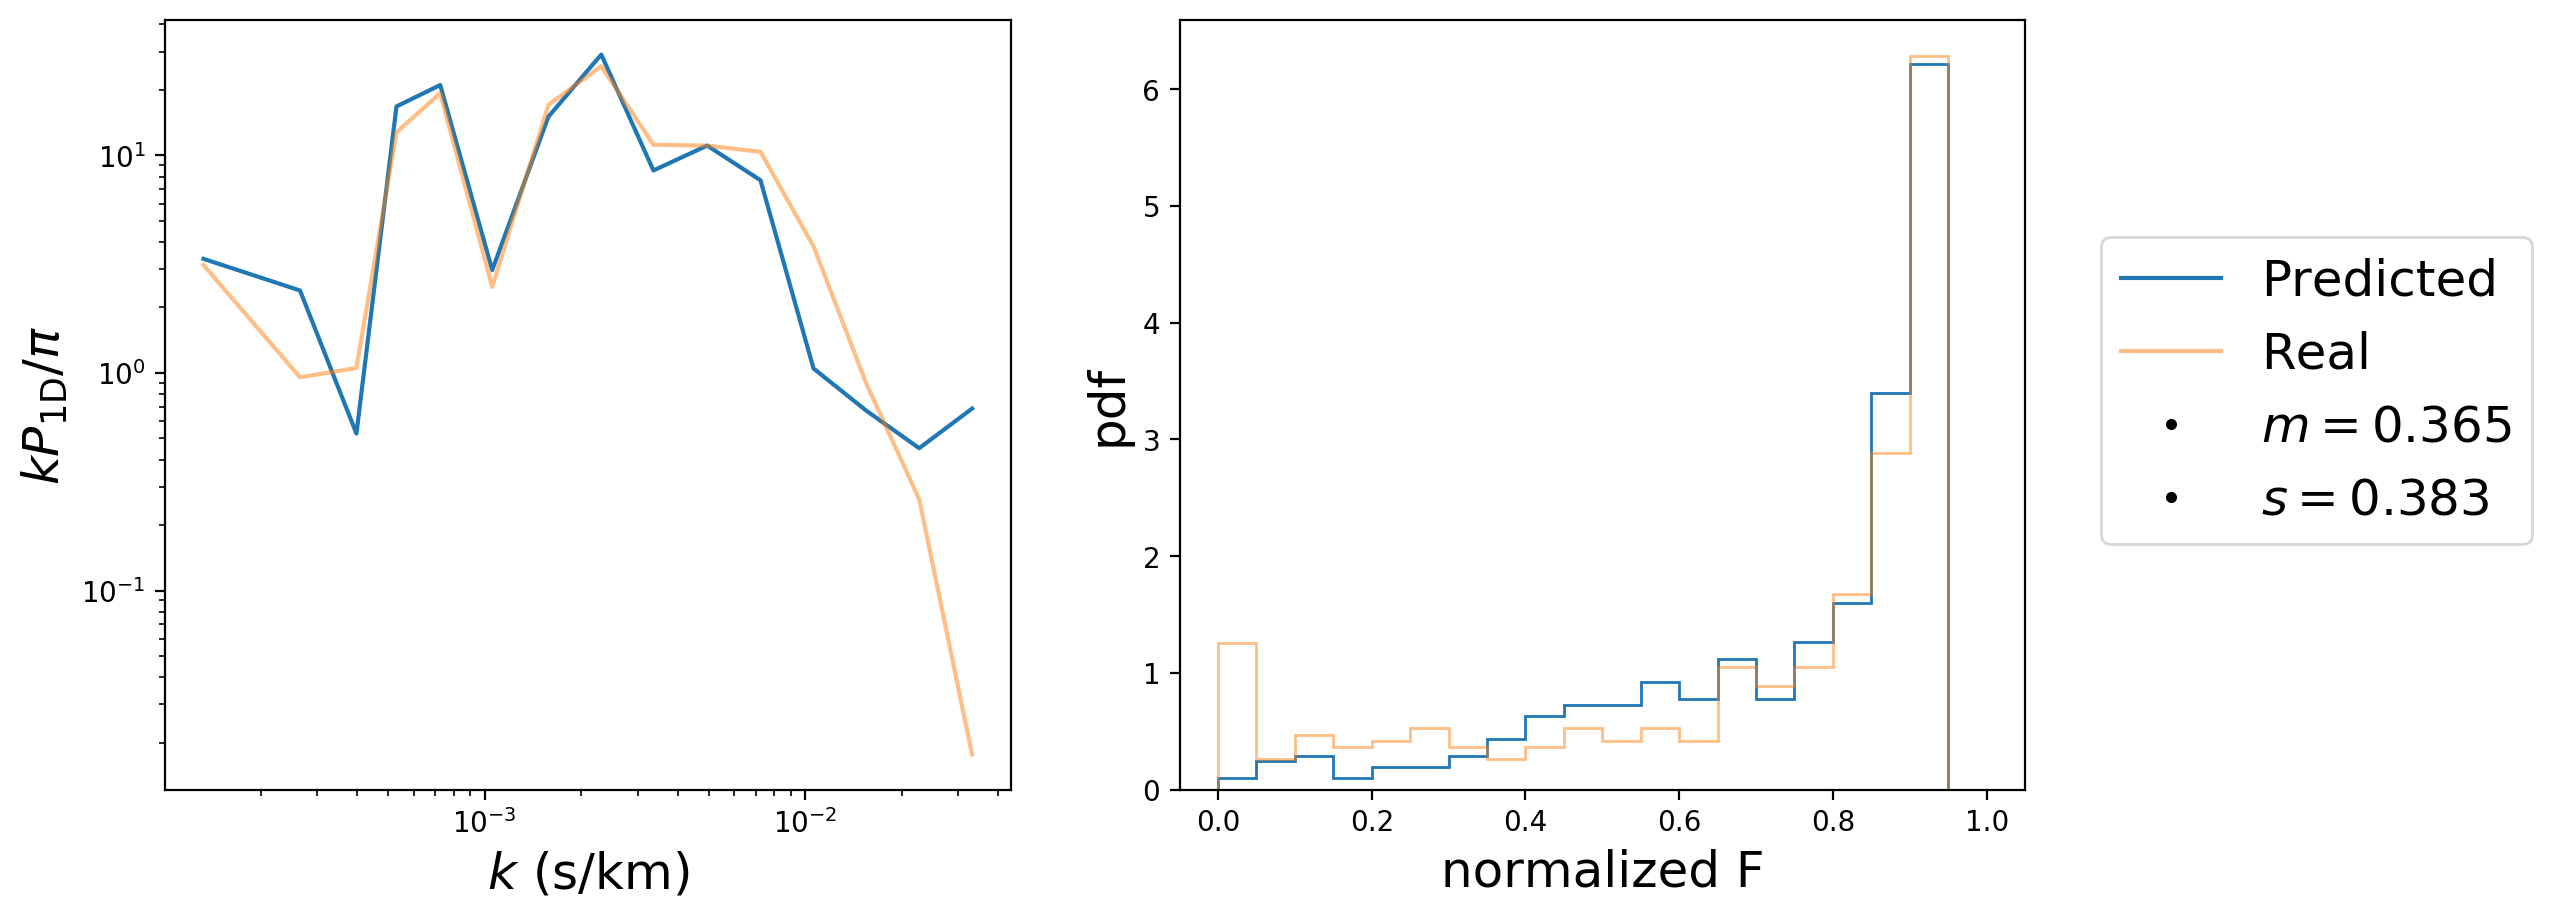 10¹
10⁰
10⁻¹
kP₁D/π
10⁻³ 10⁻²
k (s/km)
6
5
4
3
2
1
0
pdf
0.0 0.2 0.4 0.6 0.8 1.0
normalized F
Predicted
Real
m = 0.365
s = 0.383